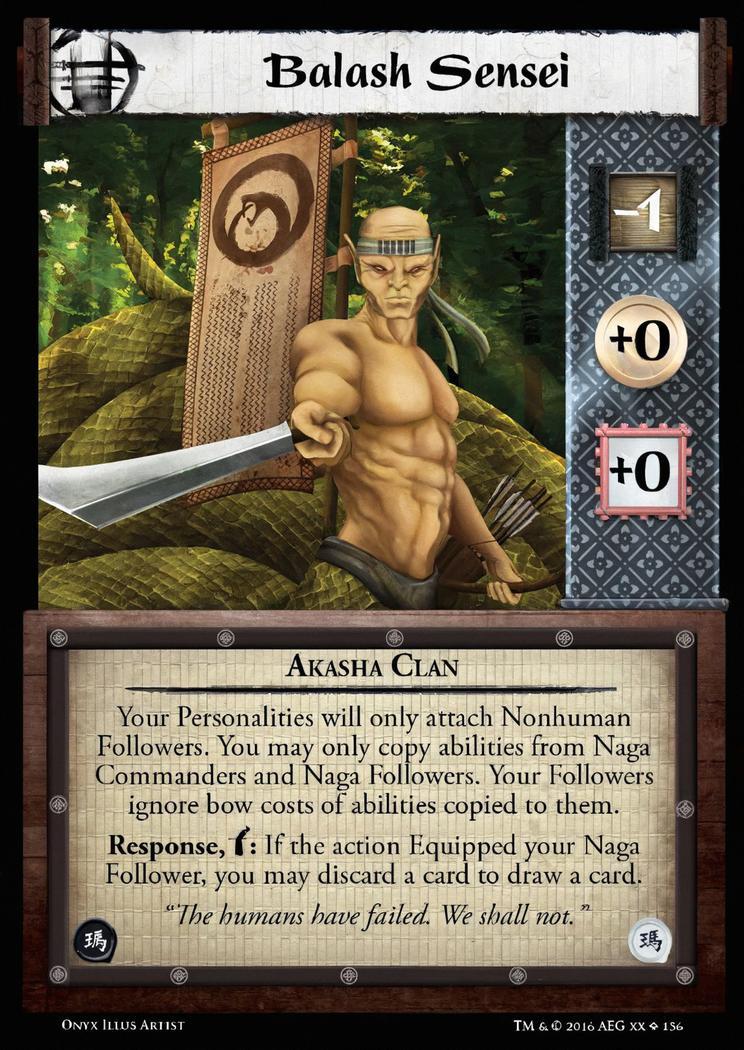 Balash Sensei
-1
+0
+0
Akasha Clan
Your Personalities will only attach Nonhuman
Followers. You may only copy abilities from Naga
Commanders and Naga Followers. Your Followers
ignore bow costs of abilities copied to them.
Response, : If the action Equipped your Naga
Follower, you may discard a card to draw a card.
"The humans have failed. We shall not."
瑪 瑪
Onyx Illus Artist
TM & © 2016 AEG XX 156